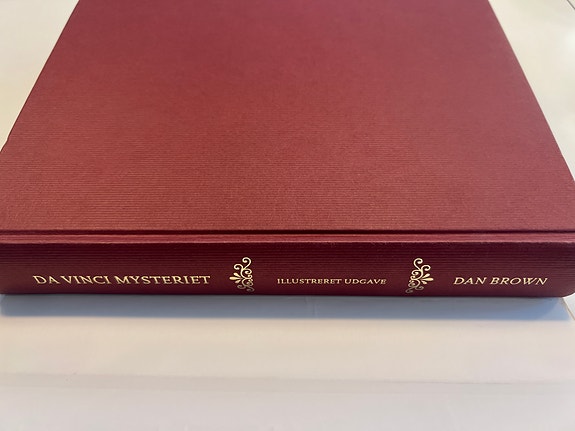 DA VINCI MYSTERIET ILLUSTRERET UDGAVE DAN BROWN